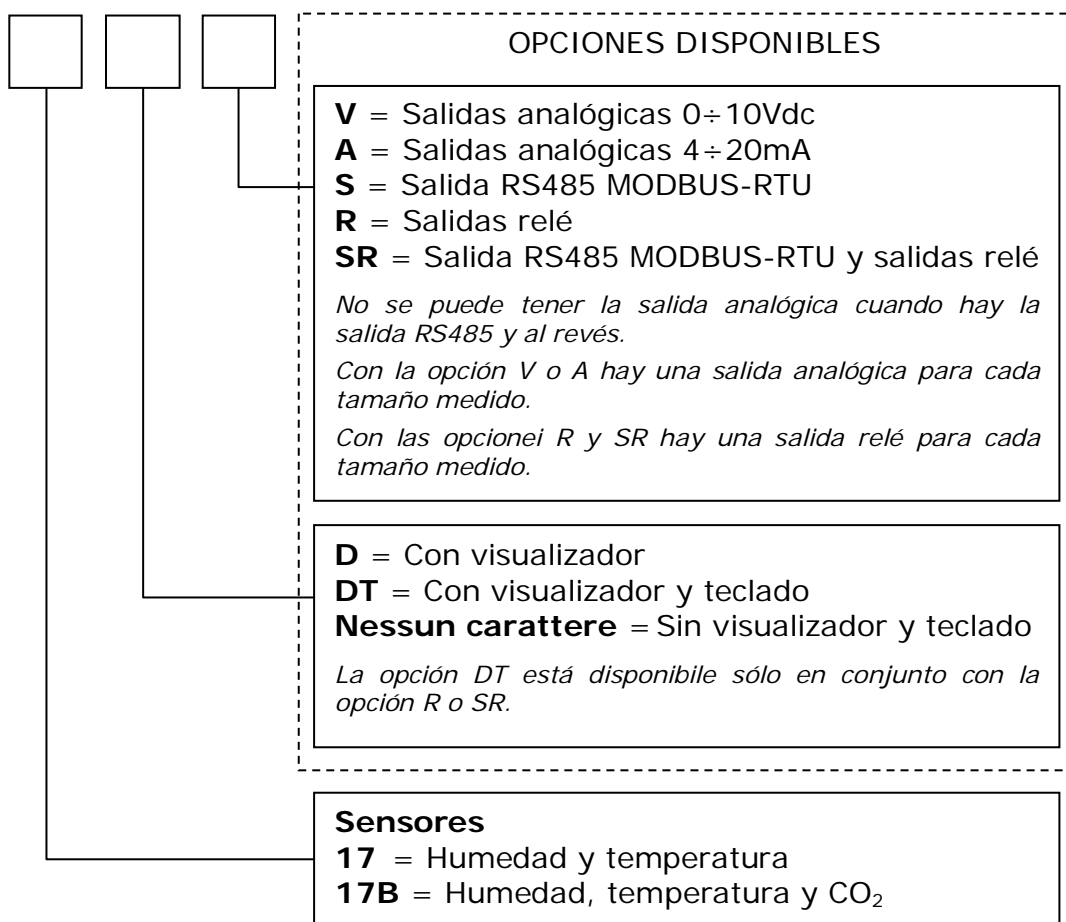 OPCIONES DISPONIBLES
V = Salidas analógicas 0÷10Vdc
A = Salidas analógicas 4÷20mA
S = Salida RS485 MODBUS-RTU
R = Salidas relé
SR = Salida RS485 MODBUS-RTU y salidas relé
No se puede tener la salida analógica cuando hay la
salida RS485 y al revés.
Con la opción V o A hay una salida analógica para cada
tamaño medido.
Con las opcionei R y SR hay una salida relé para cada
tamaño medido.
D = Con visualizador
DT = Con visualizador y teclado
Nessun carattere = Sin visualizador y teclado
La opción DT está disponibile sólo en conjunto con la
opción R o SR.
Sensores
17 = Humedad y temperatura
17B = Humedad, temperatura y CO₂